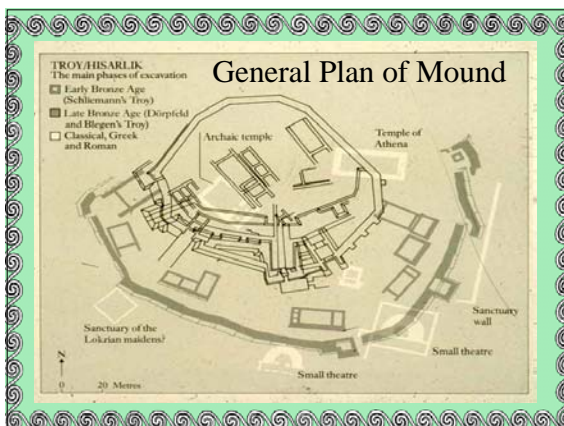 General Plan of Mound
TROY/HISARLIK
The main phases of excavation
Early Bronze Age
(Schliemann's Troy)
Late Bronze Age (Dörpfeld
and Blegen's Troy)
Classical, Greek
and Roman
Archaic temple
Temple of
Athena
Sanctuary
wall
Sanctuary of the
Lokrian maidens?
Small theatre
Small theatre
N
0 20 Metres